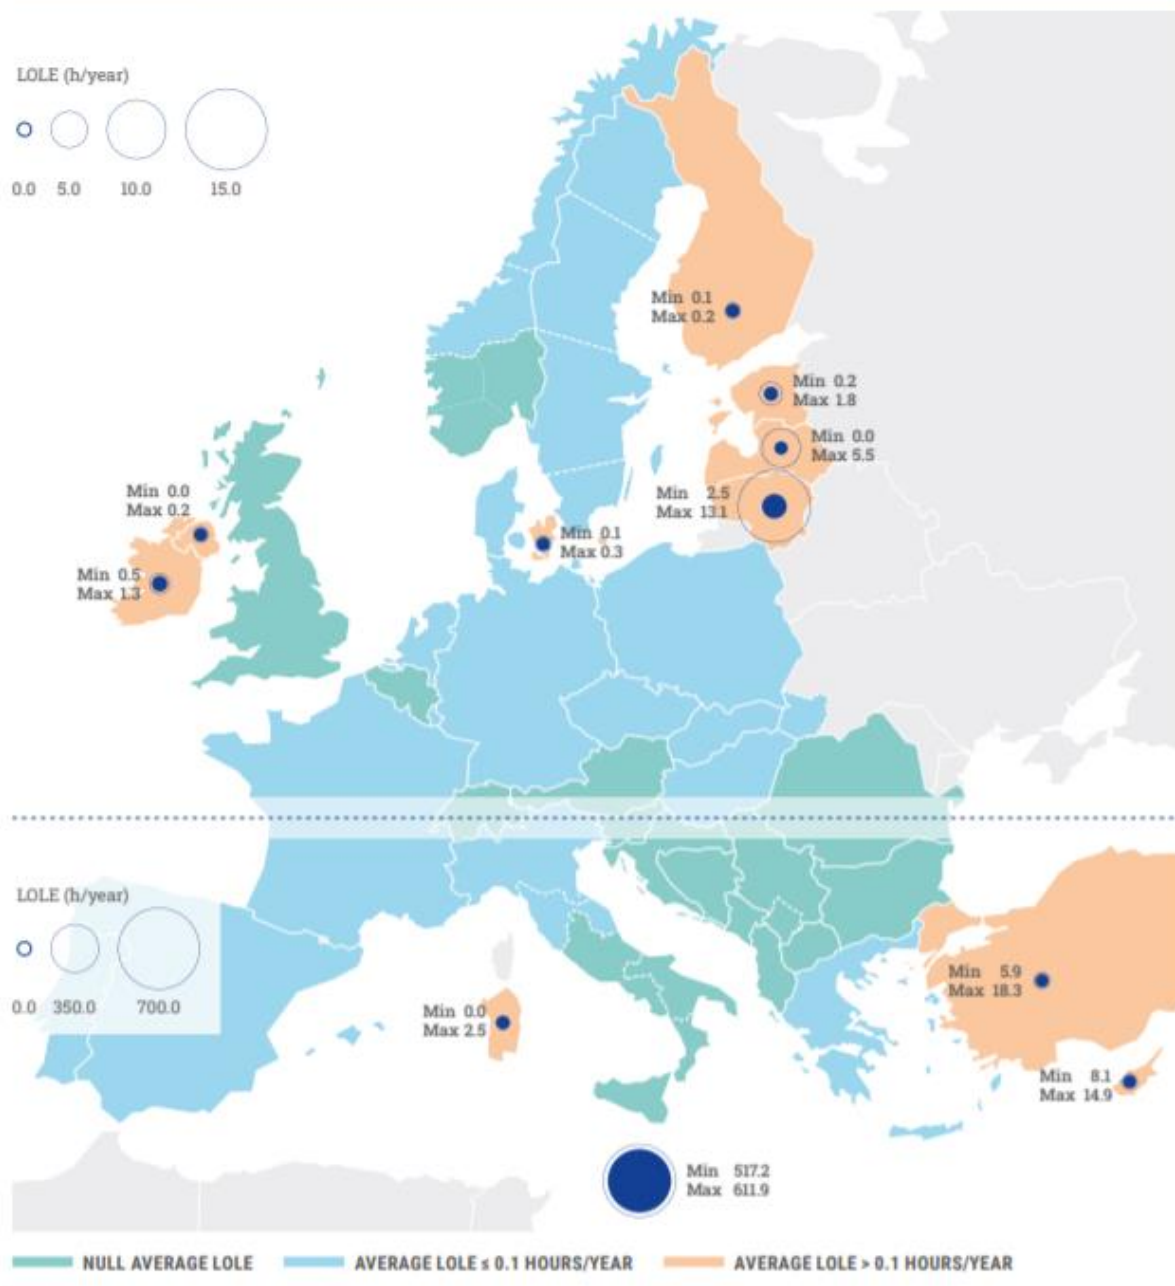 LOLE (h/year)
0.0 5.0 10.0 15.0
Min 0.1
Max 0.2
Min 0.2
Max 1.8
Min 0.0
Max 5.5
Min 2.5
Max 13.1
Min 0.0
Max 0.2
Min 0.1
Max 0.3
Min 0.5
Max 1.3
LOLE (h/year)
0.0 350.0 700.0
Min 5.9
Max 18.3
Min 0.0
Max 2.5
Min 8.1
Max 14.9
Min 517.2
Max 611.9
NULL AVERAGE LOLE AVERAGE LOLE ≤ 0.1 HOURS/YEAR AVERAGE LOLE > 0.1 HOURS/YEAR